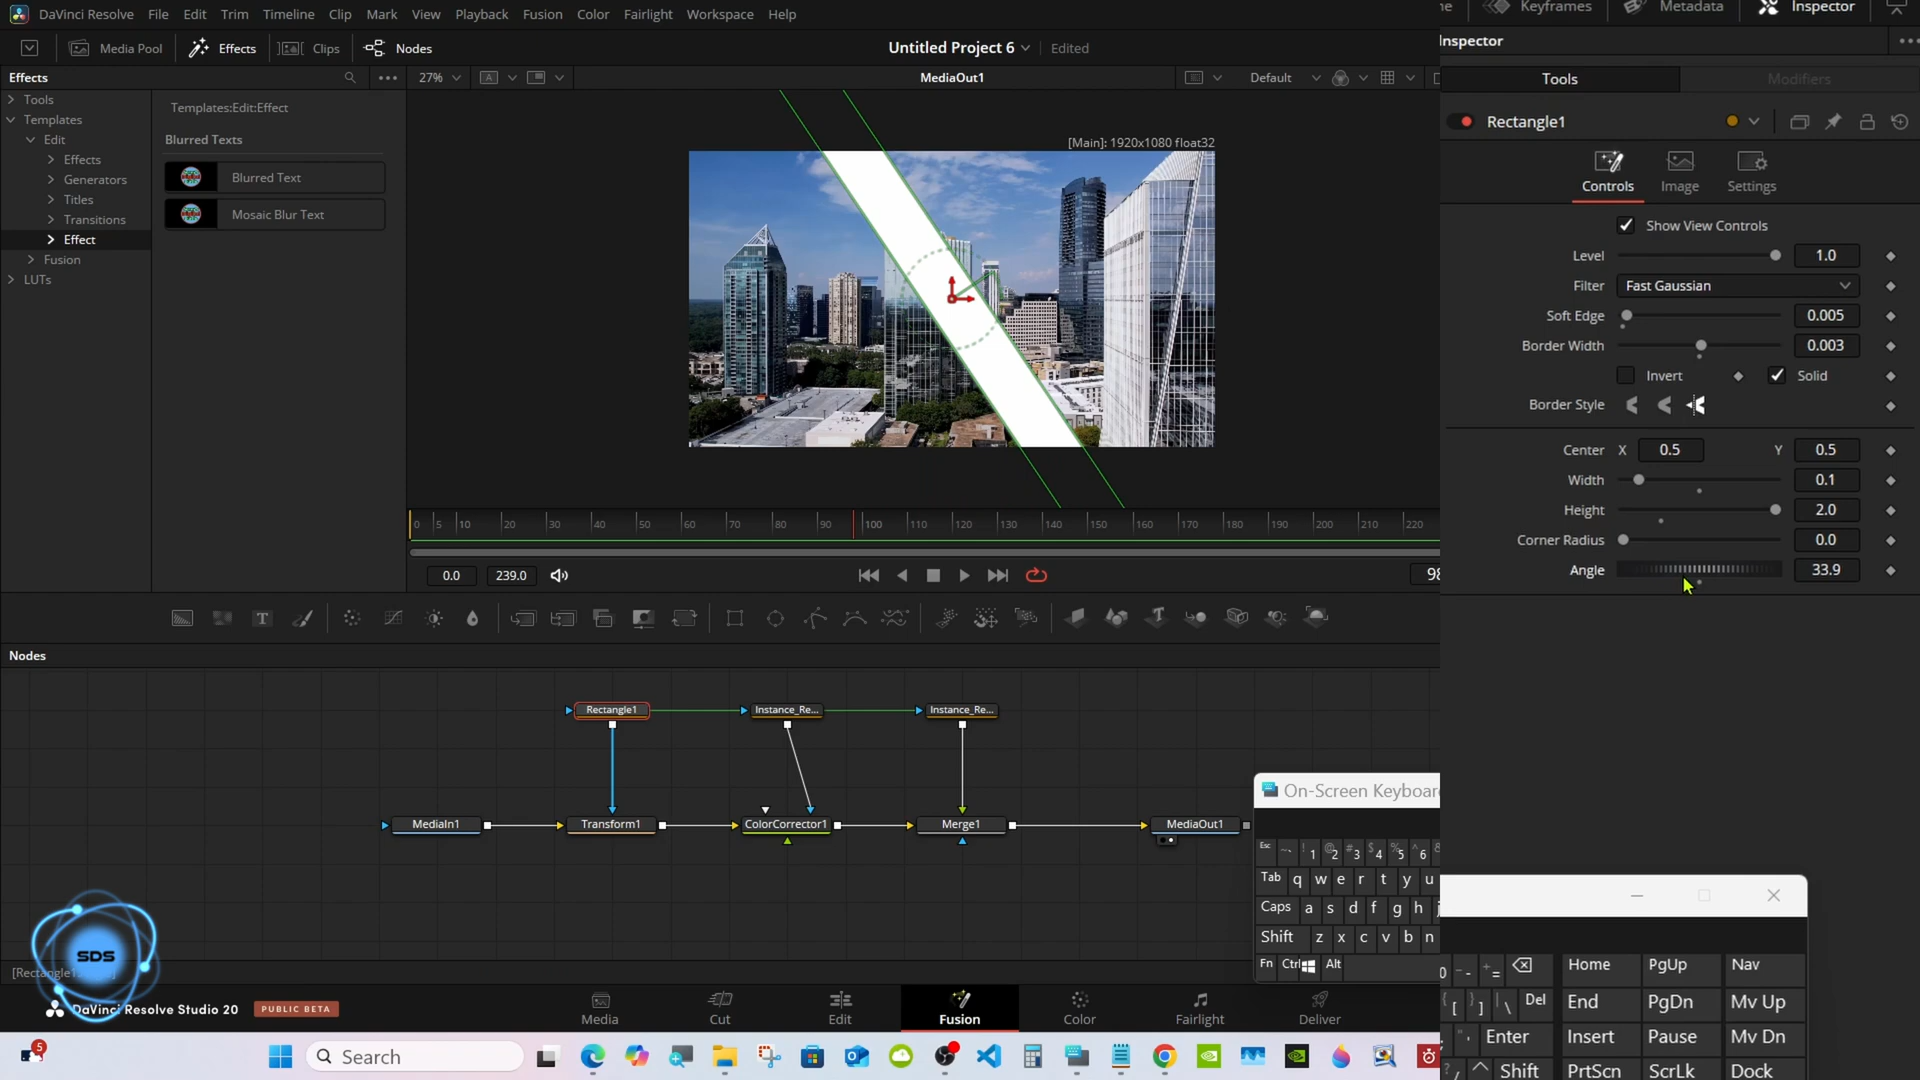 DaVinci Resolve File Edit Trim Timeline Clip Mark View Playback Fusion Color Fairlight Workspace Help
Keyframes Metadata Inspector
Media Pool Effects Clips Nodes Untitled Project 6 Edited
Inspector
Effects 27% MediaOut1 Default
Tools Modifiers
Tools
Templates
Edit
Effects
Generators
Titles
Transitions
Effect
Fusion
LUTs
Templates:Edit:Effect
Blurred Texts
Blurred Text
Mosaic Blur Text
[Main]: 1920x1080 float32
Rectangle1
Controls Image Settings
Show View Controls
Level 1.0
Filter Fast Gaussian
Soft Edge 0.005
Border Width 0.003
Invert Solid
Border Style
Center X 0.5 Y 0.5
Width 0.1
Height 2.0
Corner Radius 0.0
Angle 33.9
0 5 10 20 30 40 50 60 70 80 90 100 110 120 130 140 150 160 170 180 190 200 210 220
0.0 239.0 98
Nodes
Rectangle1 Instance_Re... Instance_Re...
MediaIn1 Transform1 ColorCorrector1 Merge1 MediaOut1
On-Screen Keyboar
Esc ~ ` ! 1 @ 2 # 3 $ 4 % 5 ^ 6
Tab q w e r t y u
Caps a s d f g h j
Shift z x c v b n
Fn Ctrl Alt
0 - = Home PgUp Nav
[ ] \ Del End PgDn Mv Up
Enter Insert Pause Mv Dn
/ ^ Shift PrtScn ScrLk Dock
SDS
[Rectangle1
DaVinci Resolve Studio 20 PUBLIC BETA
Media Cut Edit Fusion Color Fairlight Deliver
5 Search